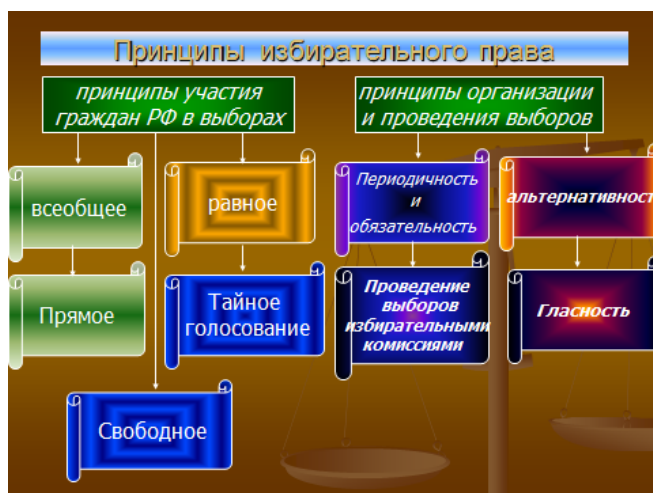 Принципы избирательного права
принципы участия
граждан РФ в выборах
принципы организации
и проведения выборов
всеобщее
равное
Периодичность
и
обязательность
альтернативност
Прямое
Тайное
голосование
Проведение
выборов
избирательными
комиссиями
Гласность
Свободное